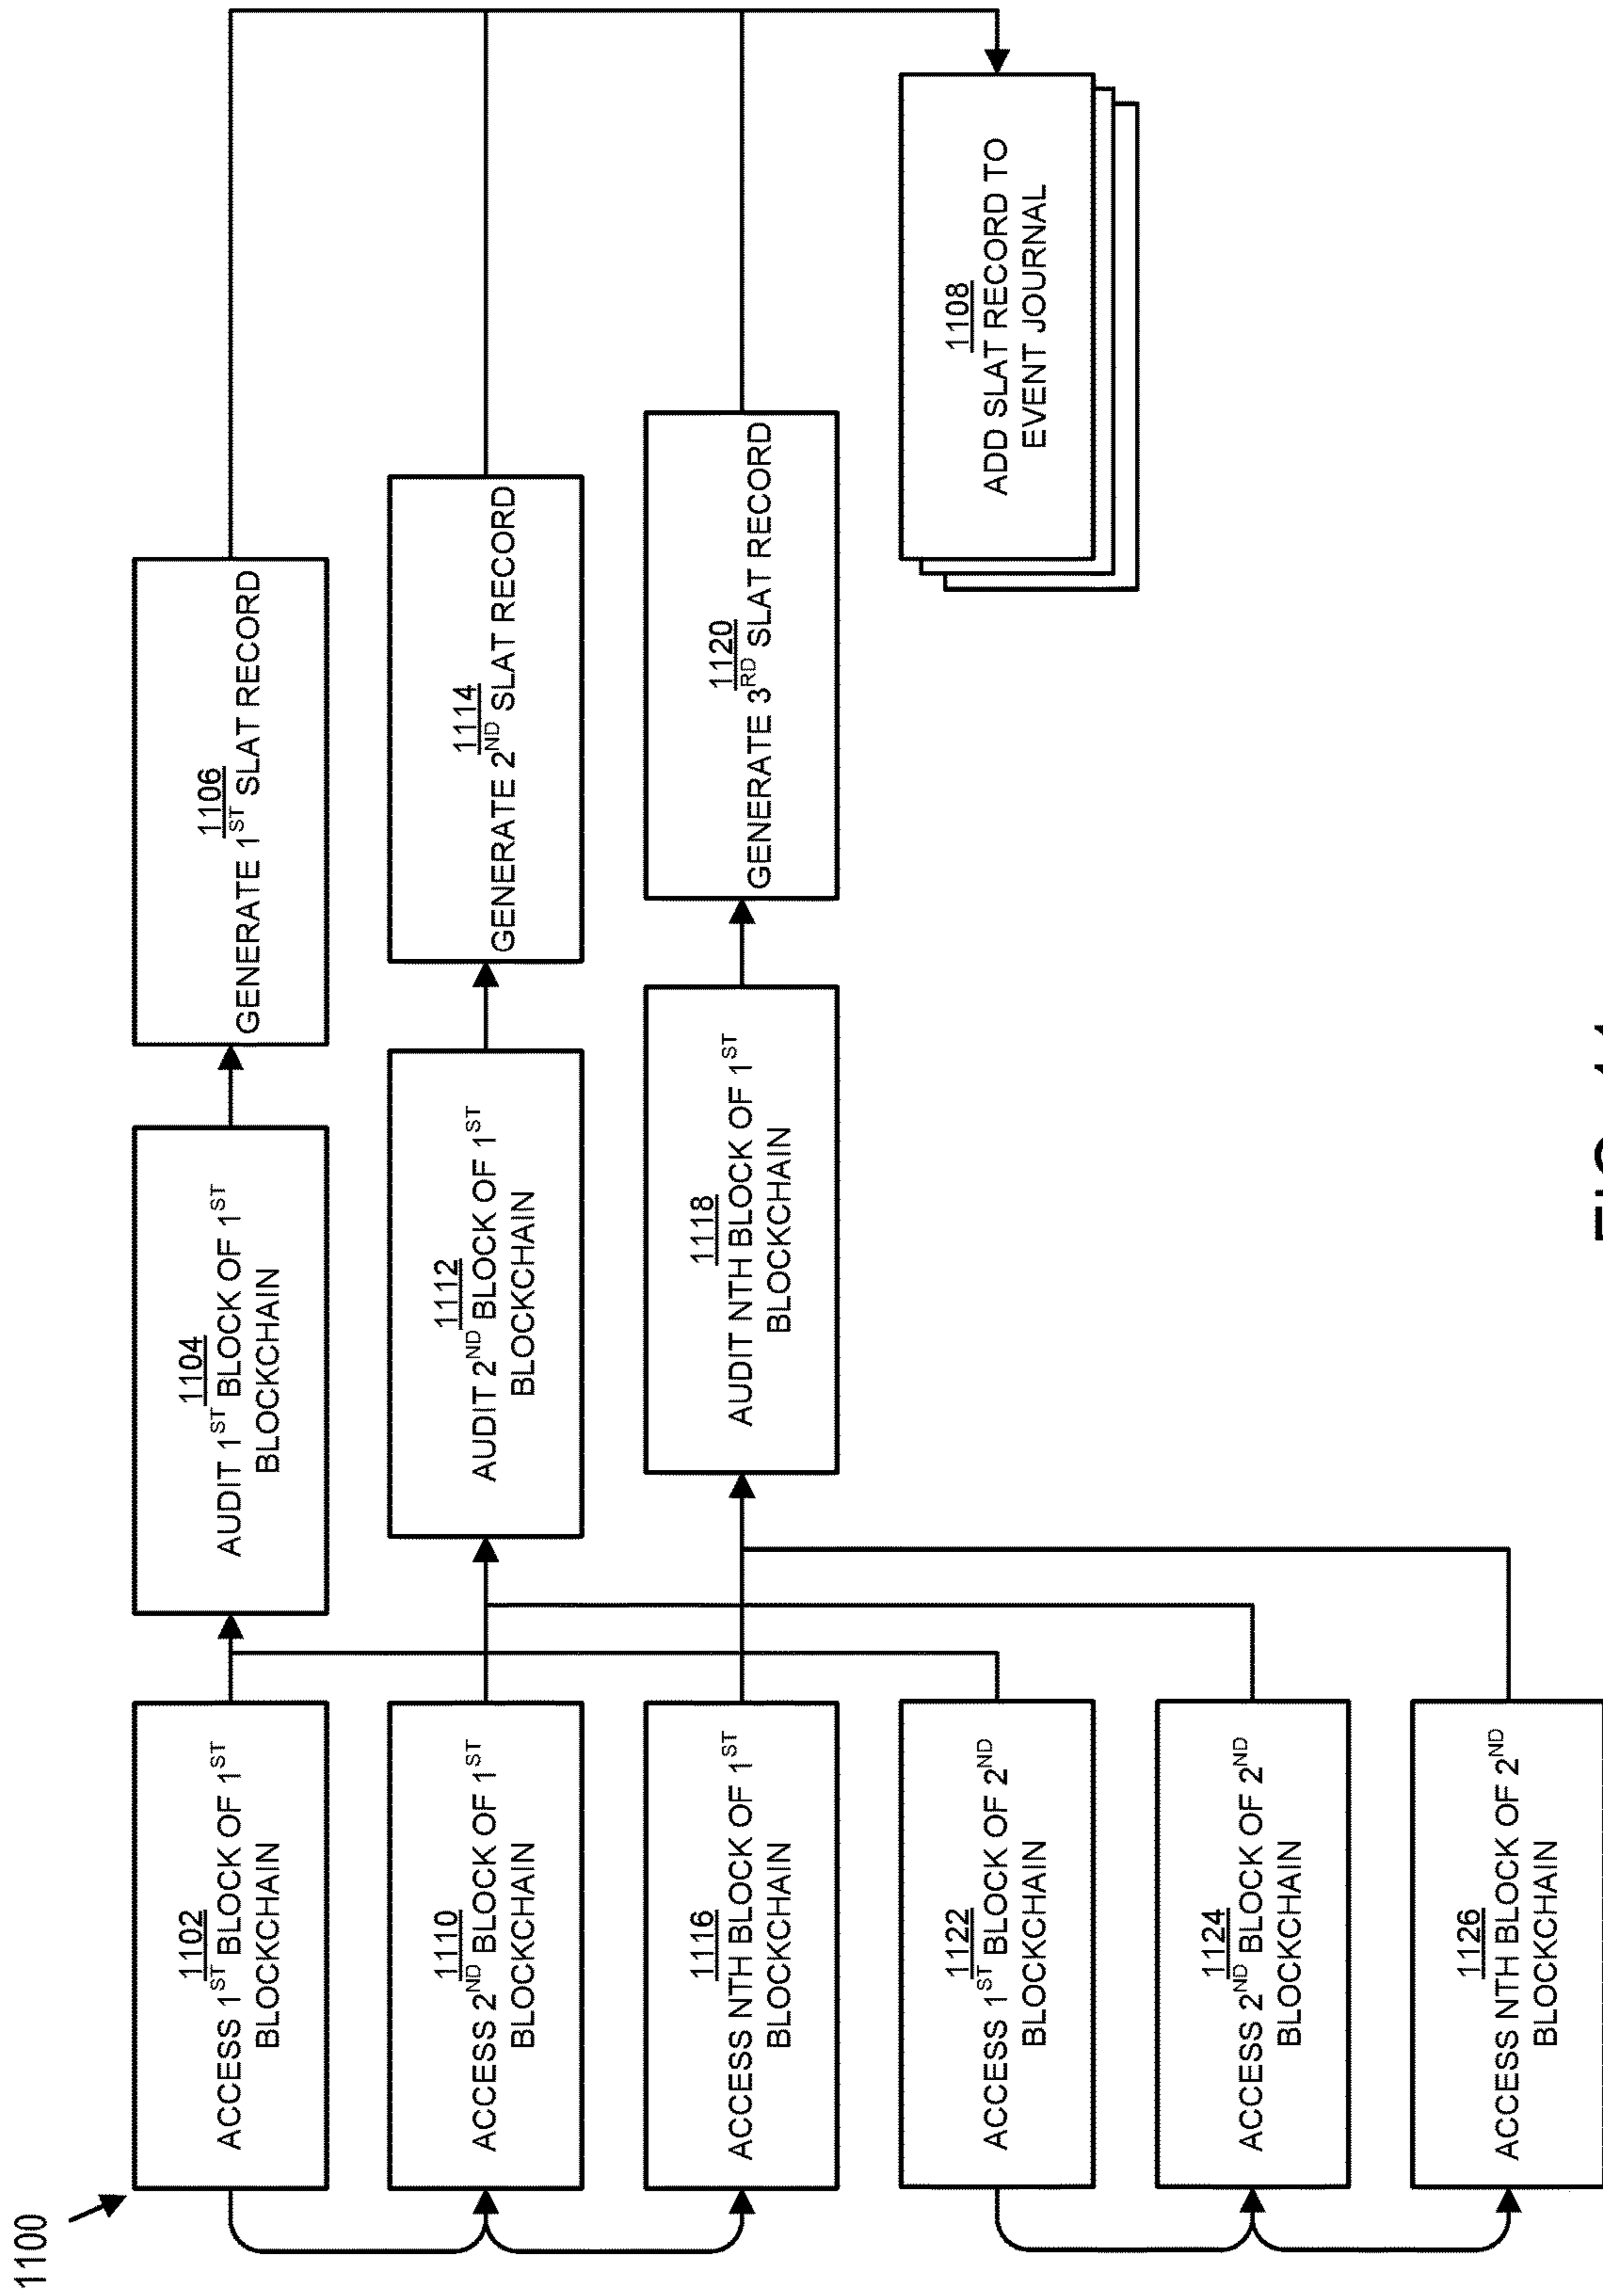 1100
1102
ACCESS 1ST BLOCK OF 1ST
BLOCKCHAIN
1104
AUDIT 1ST BLOCK OF 1ST
BLOCKCHAIN
1106
GENERATE 1ST SLAT RECORD
1110
ACCESS 2ND BLOCK OF 1ST
BLOCKCHAIN
1112
AUDIT 2ND BLOCK OF 1ST
BLOCKCHAIN
1114
GENERATE 2ND SLAT RECORD
1116
ACCESS NTH BLOCK OF 1ST
BLOCKCHAIN
1118
AUDIT NTH BLOCK OF 1ST
BLOCKCHAIN
1120
GENERATE 3RD SLAT RECORD
1122
ACCESS 1ST BLOCK OF 2ND
BLOCKCHAIN
1108
ADD SLAT RECORD TO
EVENT JOURNAL
1124
ACCESS 2ND BLOCK OF 2ND
BLOCKCHAIN
1126
ACCESS NTH BLOCK OF 2ND
BLOCKCHAIN